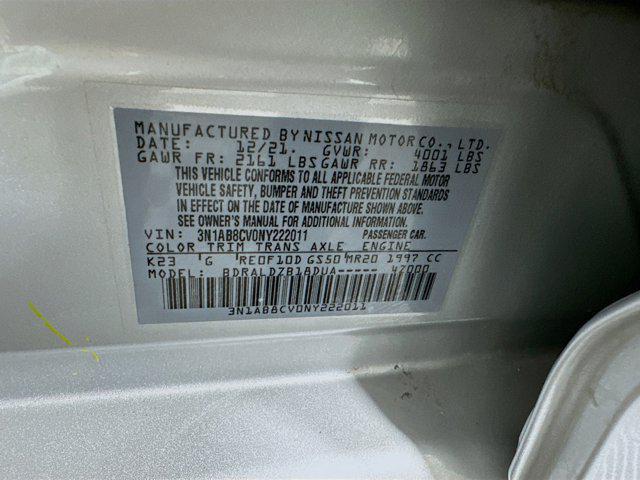 MANUFACTURED BY NISSAN MOTOR CO., LTD.
DATE: 12/21. GVWR: 4001 LBS
GAWR FR: 2161 LBS GAWR RR: 1863 LBS
THIS VEHICLE CONFORMS TO ALL APPLICABLE FEDERAL MOTOR
VEHICLE SAFETY, BUMPER AND THEFT PREVENTION STANDARDS
IN EFFECT ON THE DATE OF MANUFACTURE SHOWN ABOVE.
SEE OWNER'S MANUAL FOR ADDITIONAL INFORMATION.
VIN: 3N1AB8CV0NY222011 PASSENGER CAR.
COLOR TRIM TRANS AXLE ENGINE
K23 G RE0F10D GS50 MR20 1997 CC
MODEL: BDRALDZB1ADUA----- 47000
3N1AB8CV0NY222011